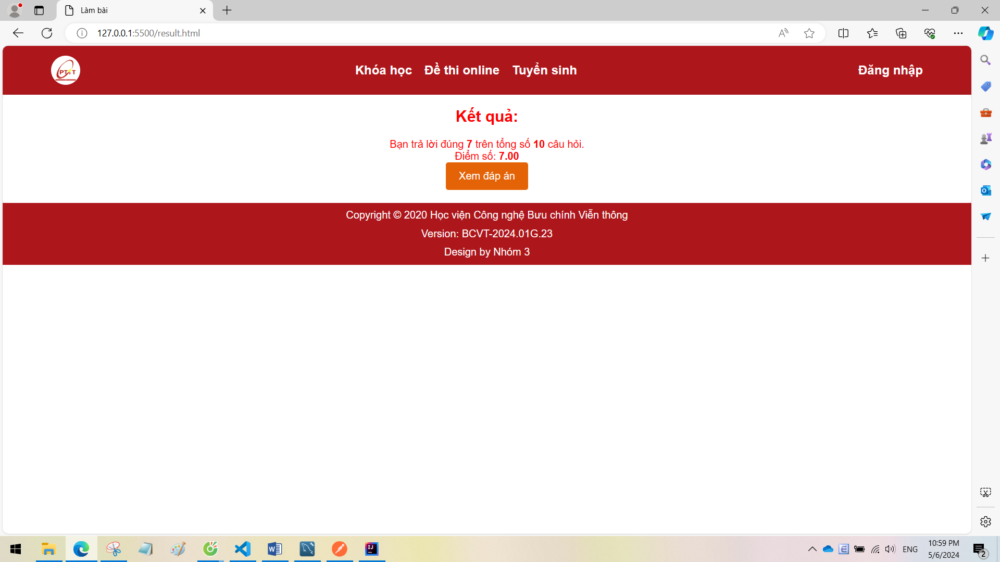 Làm bài
127.0.0.1:5500/result.html
PTIT
Khóa học Đề thi online Tuyển sinh Đăng nhập
Kết quả:
Bạn trả lời đúng 7 trên tổng số 10 câu hỏi.
Điểm số: 7.00
Xem đáp án
Copyright © 2020 Học viện Công nghệ Bưu chính Viễn thông
Version: BCVT-2024.01G.23
Design by Nhóm 3
ENG
10:59 PM
5/6/2024
2